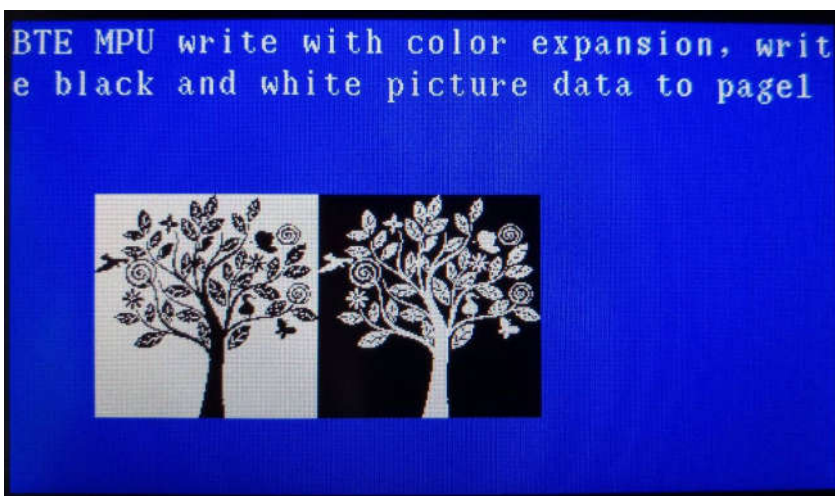 BTE MPU write with color expansion, writ
e black and white picture data to page1